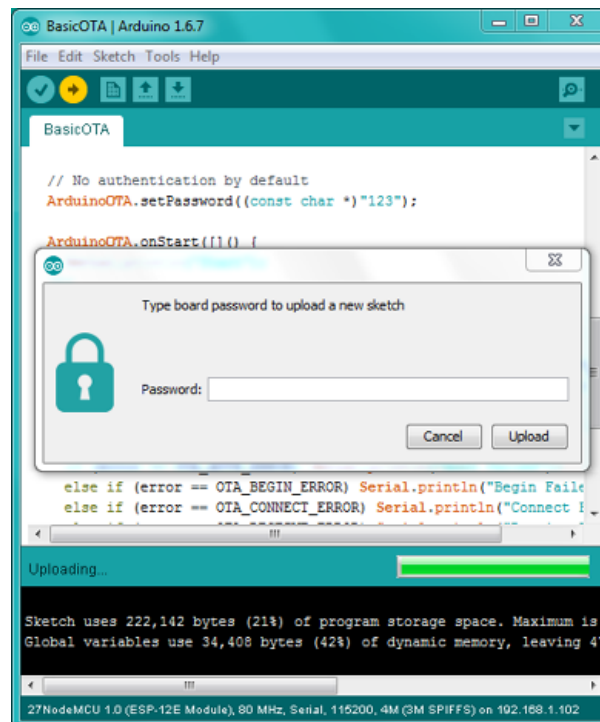 BasicOTA | Arduino 1.6.7
File Edit Sketch Tools Help
BasicOTA
// No authentication by default
ArduinoOTA.setPassword((const char *)"123");
ArduinoOTA.onStart([]() {
Type board password to upload a new sketch
Password:
Cancel Upload
else if (error == OTA_BEGIN_ERROR) Serial.println("Begin Faile
else if (error == OTA_CONNECT_ERROR) Serial.println("Connect
Uploading...
Sketch uses 222,142 bytes (21%) of program storage space. Maximum is
Global variables use 34,408 bytes (42%) of dynamic memory, leaving 4
27NodeMCU 1.0 (ESP-12E Module), 80 MHz, Serial, 115200, 4M (3M SPIFFS) on 192.168.1.102